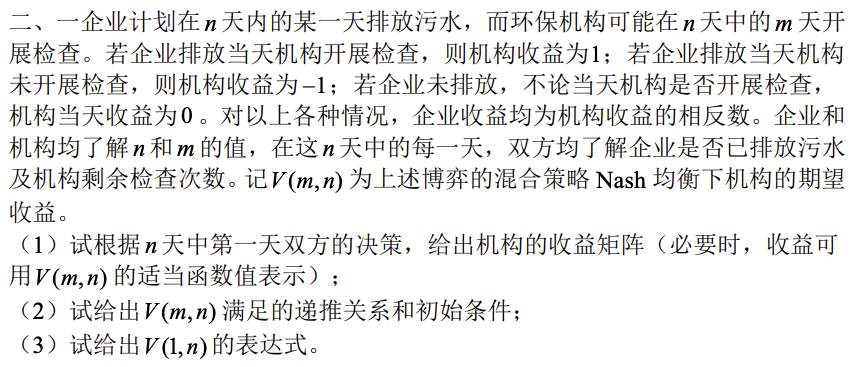 二、一企业计划在n天内的某一天排放污水，而环保机构可能在n天中的m天开
展检查。若企业排放当天机构开展检查，则机构收益为1；若企业排放当天机构
未开展检查，则机构收益为−1；若企业未排放，不论当天机构是否开展检查，
机构当天收益为0。对以上各种情况，企业收益均为机构收益的相反数。企业和
机构均了解n和m的值，在这n天中的每一天，双方均了解企业是否已排放污水
及机构剩余检查次数。记V(m,n)为上述博弈的混合策略 Nash 均衡下机构的期望
收益。
（1）试根据n天中第一天双方的决策，给出机构的收益矩阵（必要时，收益可
用V(m,n)的适当函数值表示）；
（2）试给出V(m,n)满足的递推关系和初始条件；
（3）试给出V(1,n)的表达式。